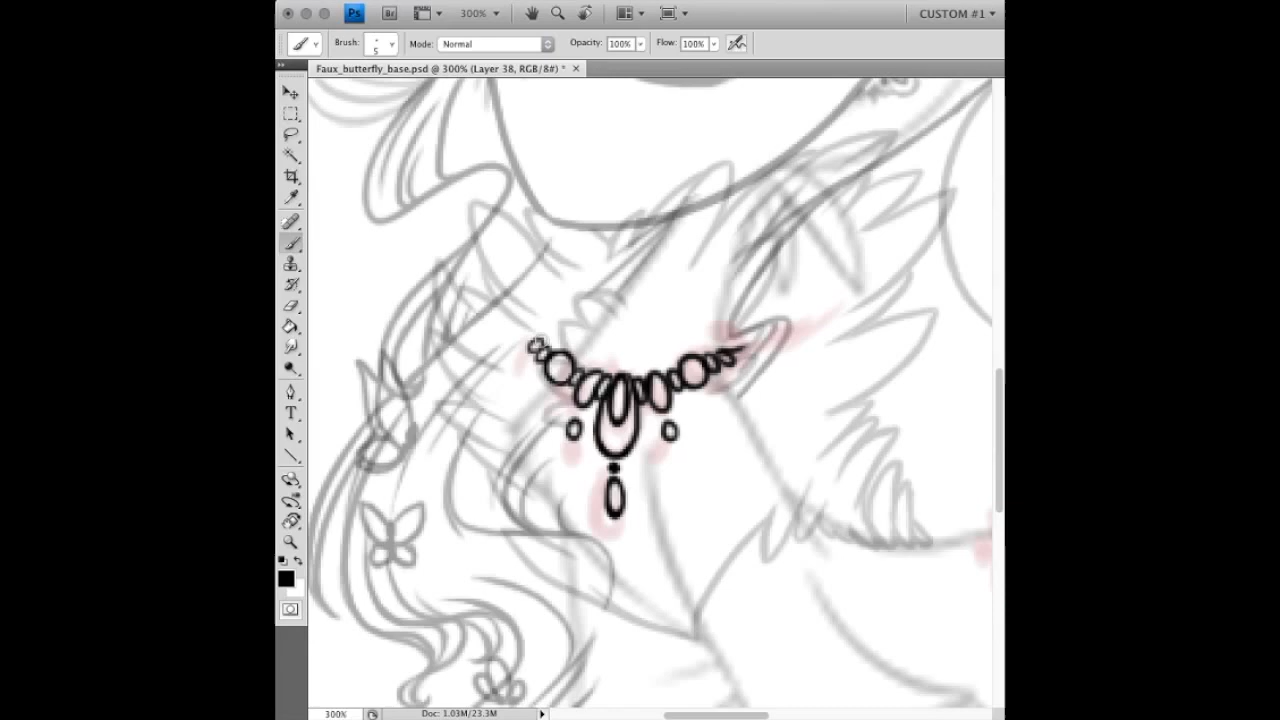 Ps Br 300% CUSTOM #1
Brush: 5 Mode: Normal Opacity: 100% Flow: 100%
Faux_butterfly_base.psd @ 300% (Layer 38, RGB/8#) *
T
300% Doc: 1.03M/23.3M